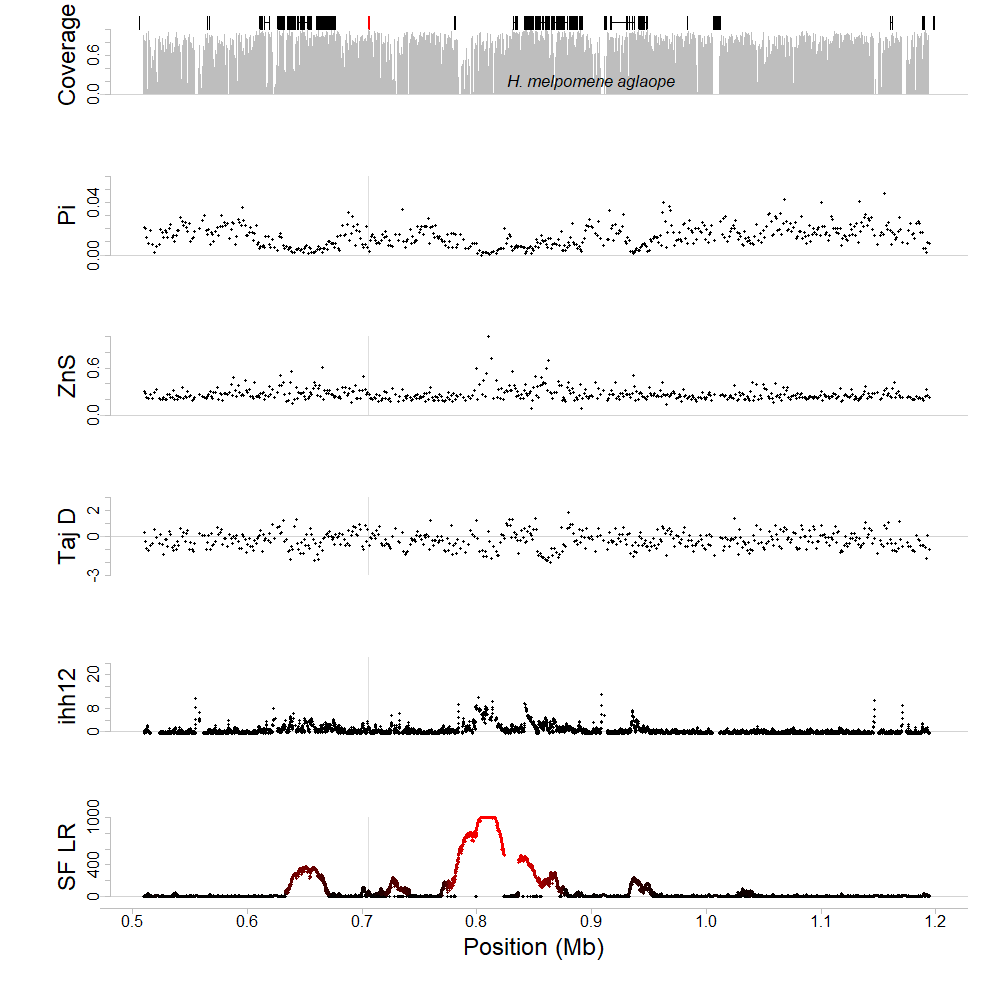 Coverage
0.0 0.6
H. melpomene aglaope
Pi
0.00 0.04
ZnS
0.0 0.6
Taj D
-3 0 2
ihh12
0 8 20
SF LR
0 400 1000
0.5 0.6 0.7 0.8 0.9 1.0 1.1 1.2
Position (Mb)